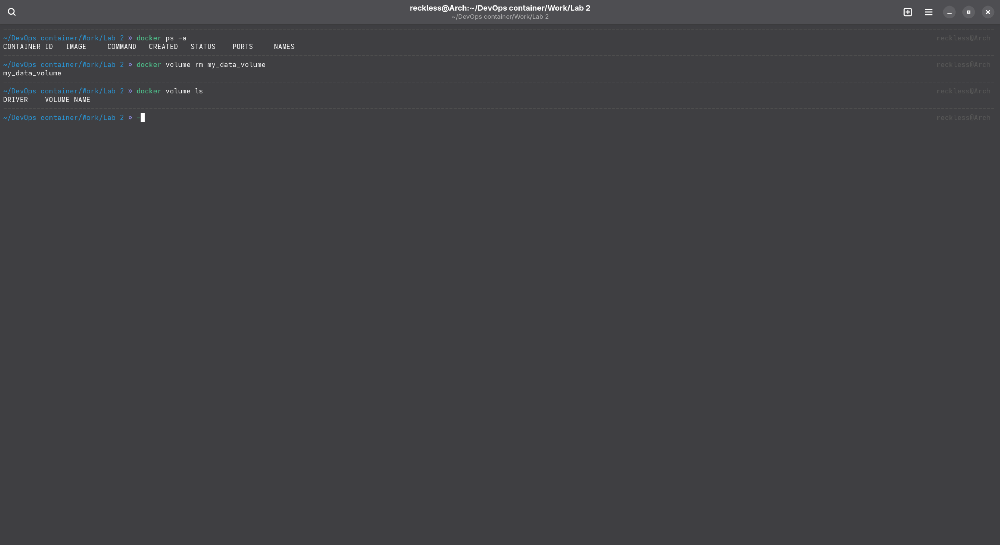 reckless@Arch:~/DevOps container/Work/Lab 2
~/DevOps container/Work/Lab 2
~/DevOps container/Work/Lab 2 » docker ps -a reckless@Arch
CONTAINER ID IMAGE COMMAND CREATED STATUS PORTS NAMES
~/DevOps container/Work/Lab 2 » docker volume rm my_data_volume reckless@Arch
my_data_volume
~/DevOps container/Work/Lab 2 » docker volume ls reckless@Arch
DRIVER VOLUME NAME
~/DevOps container/Work/Lab 2 » - reckless@Arch